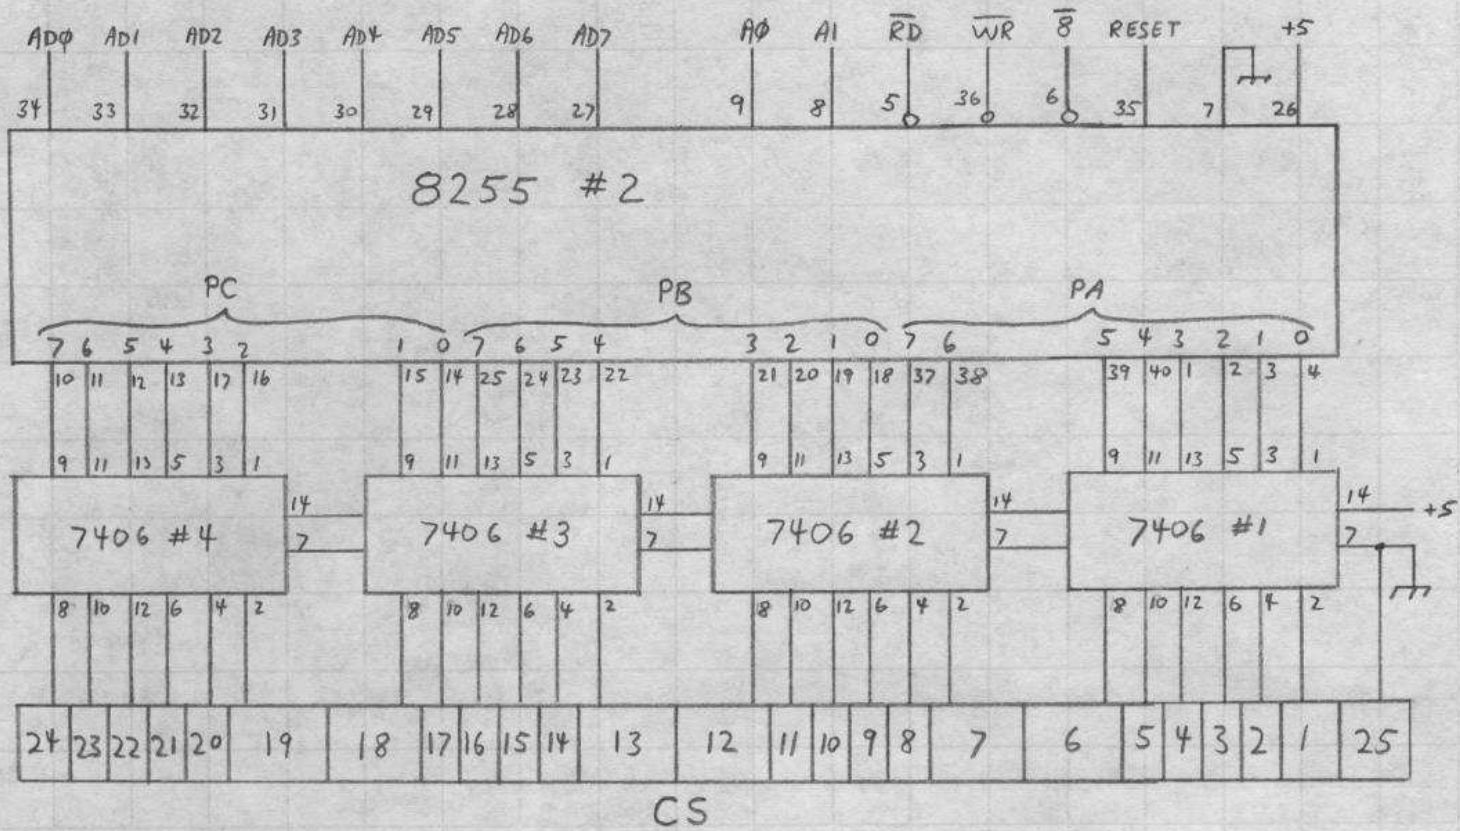 ADφ AD1 AD2 AD3 AD4 AD5 AD6 AD7 Aφ A1 R̅D̅ W̅R̅ 8̅ RESET +5
34 33 32 31 30 29 28 27 9 8 5 36 6 35 7 26
8255 #2
PC PB PA
7 6 5 4 3 2 1 0 7 6 5 4 3 2 1 0 7 6 5 4 3 2 1 0
10 11 12 13 17 16 15 14 25 24 23 22 21 20 19 18 37 38 39 40 1 2 3 4
9 11 13 5 3 1 9 11 13 5 3 1 9 11 13 5 3 1 9 11 13 5 3 1
14 14 14 14 +5
7406 #4 7406 #3 7406 #2 7406 #1
7 7 7 7
8 10 12 6 4 2 8 10 12 6 4 2 8 10 12 6 4 2 8 10 12 6 4 2
24 23 22 21 20 19 18 17 16 15 14 13 12 11 10 9 8 7 6 5 4 3 2 1 25
CS